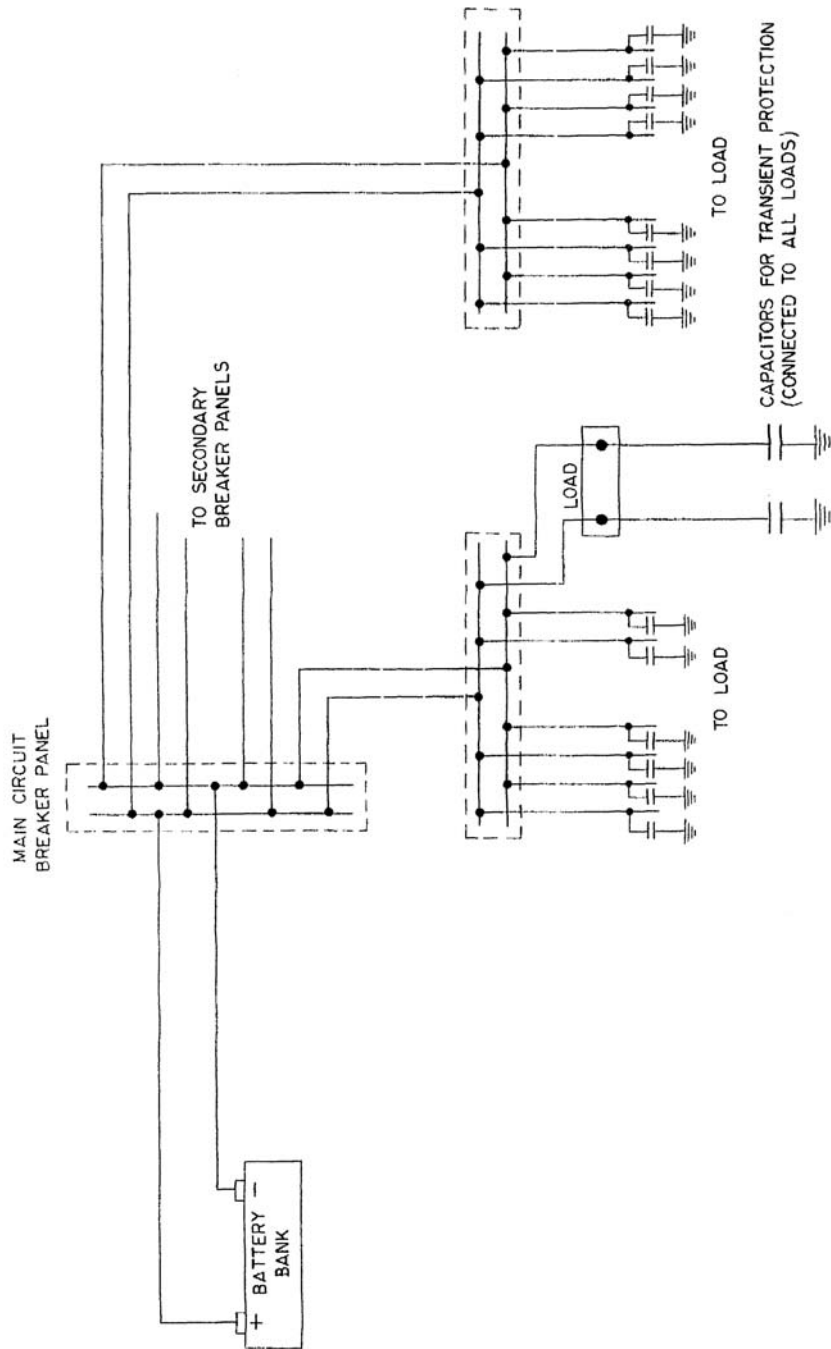 MAIN CIRCUIT
BREAKER PANEL
TO SECONDARY
BREAKER PANELS
+
-
BATTERY
BANK
LOAD
TO LOAD
TO LOAD
CAPACITORS FOR TRANSIENT PROTECTION
(CONNECTED TO ALL LOADS)